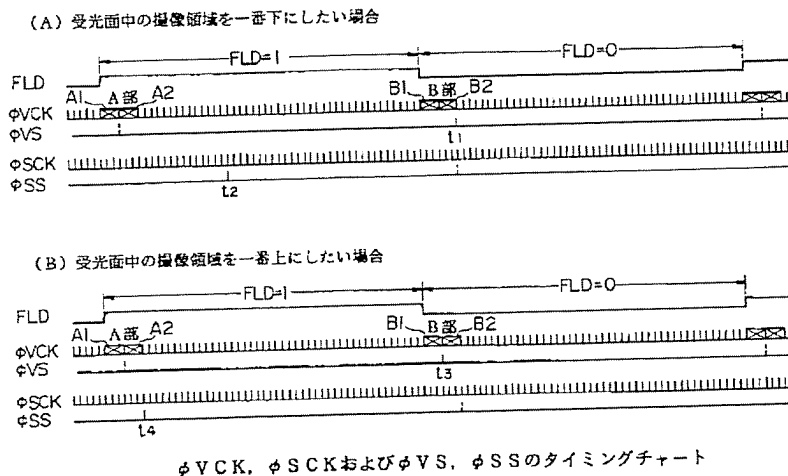 (A) 受光面中の撮像領域を一番下にしたい場合
FLD=1 FLD=0
FLD
A1 A部 A2 B1 B部 B2
φVCK
φVS t1
φSCK
φSS t2
(B) 受光面中の撮像領域を一番上にしたい場合
FLD=1 FLD=0
FLD
A1 A部 A2 B1 B部 B2
φVCK
φVS t3
φSCK
φSS t4
φVCK, φSCKおよびφVS, φSSのタイミングチャート